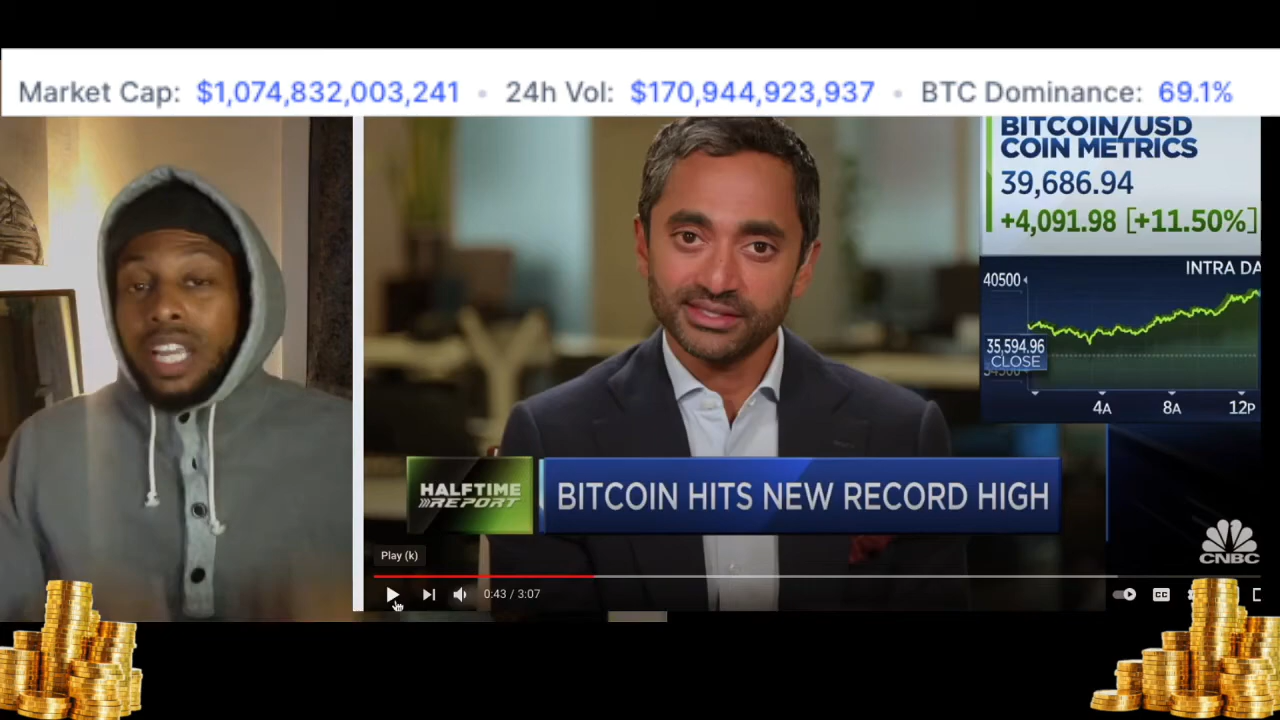 Market Cap: $1,074,832,003,241 • 24h Vol: $170,944,923,937 • BTC Dominance: 69.1%
BITCOIN/USD
COIN METRICS
39,686.94
+4,091.98 [+11.50%]
INTRA DA
40500
35,594.96
CLOSE
4A 8A 12P
HALFTIME
REPORT
BITCOIN HITS NEW RECORD HIGH
CNBC
Play (k)
0:43 / 3:07
CC